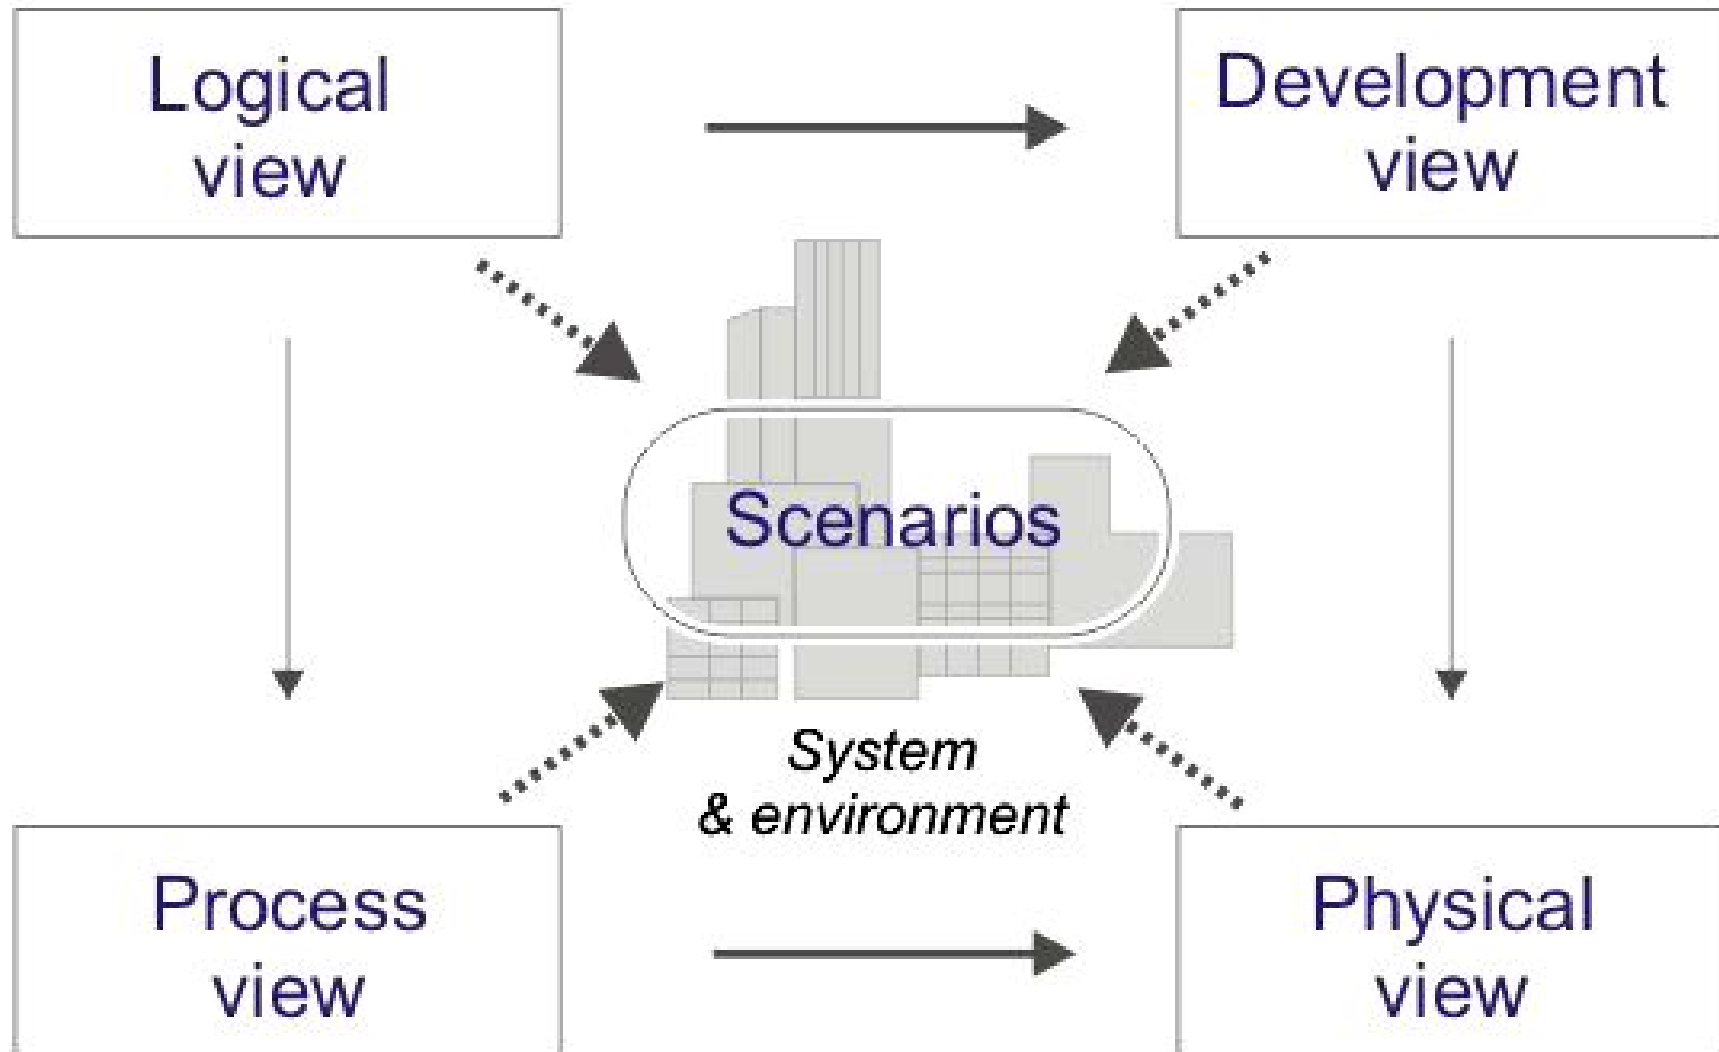 Logical
view
Development
view
Scenarios
System
& environment
Process
view
Physical
view